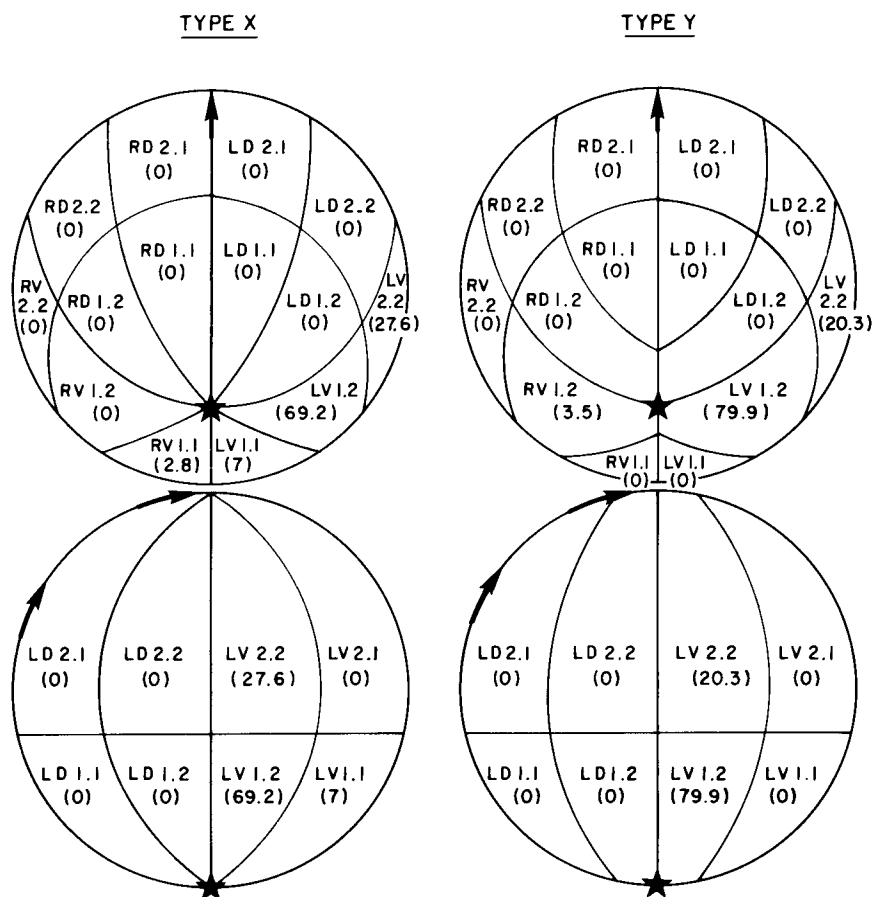 TYPE X
TYPE Y
RD 2.1
(0)
LD 2.1
(0)
RD 2.2
(0)
LD 2.2
(0)
RD 1.1
(0)
LD 1.1
(0)
RV
2.2
(0)
RD 1.2
(0)
LD 1.2
(0)
LV
2.2
(27.6)
RV 1.2
(0)
LV 1.2
(69.2)
RV 1.1
(2.8)
LV 1.1
(7)
RD 2.1
(0)
LD 2.1
(0)
RD 2.2
(0)
LD 2.2
(0)
RD 1.1
(0)
LD 1.1
(0)
RV
2.2
(0)
RD 1.2
(0)
LD 1.2
(0)
LV
2.2
(20.3)
RV 1.2
(3.5)
LV 1.2
(79.9)
RV 1.1
(0)
LV 1.1
(0)
LD 2.1
(0)
LD 2.2
(0)
LV 2.2
(27.6)
LV 2.1
(0)
LD 1.1
(0)
LD 1.2
(0)
LV 1.2
(69.2)
LV 1.1
(7)
LD 2.1
(0)
LD 2.2
(0)
LV 2.2
(20.3)
LV 2.1
(0)
LD 1.1
(0)
LD 1.2
(0)
LV 1.2
(79.9)
LV 1.1
(0)